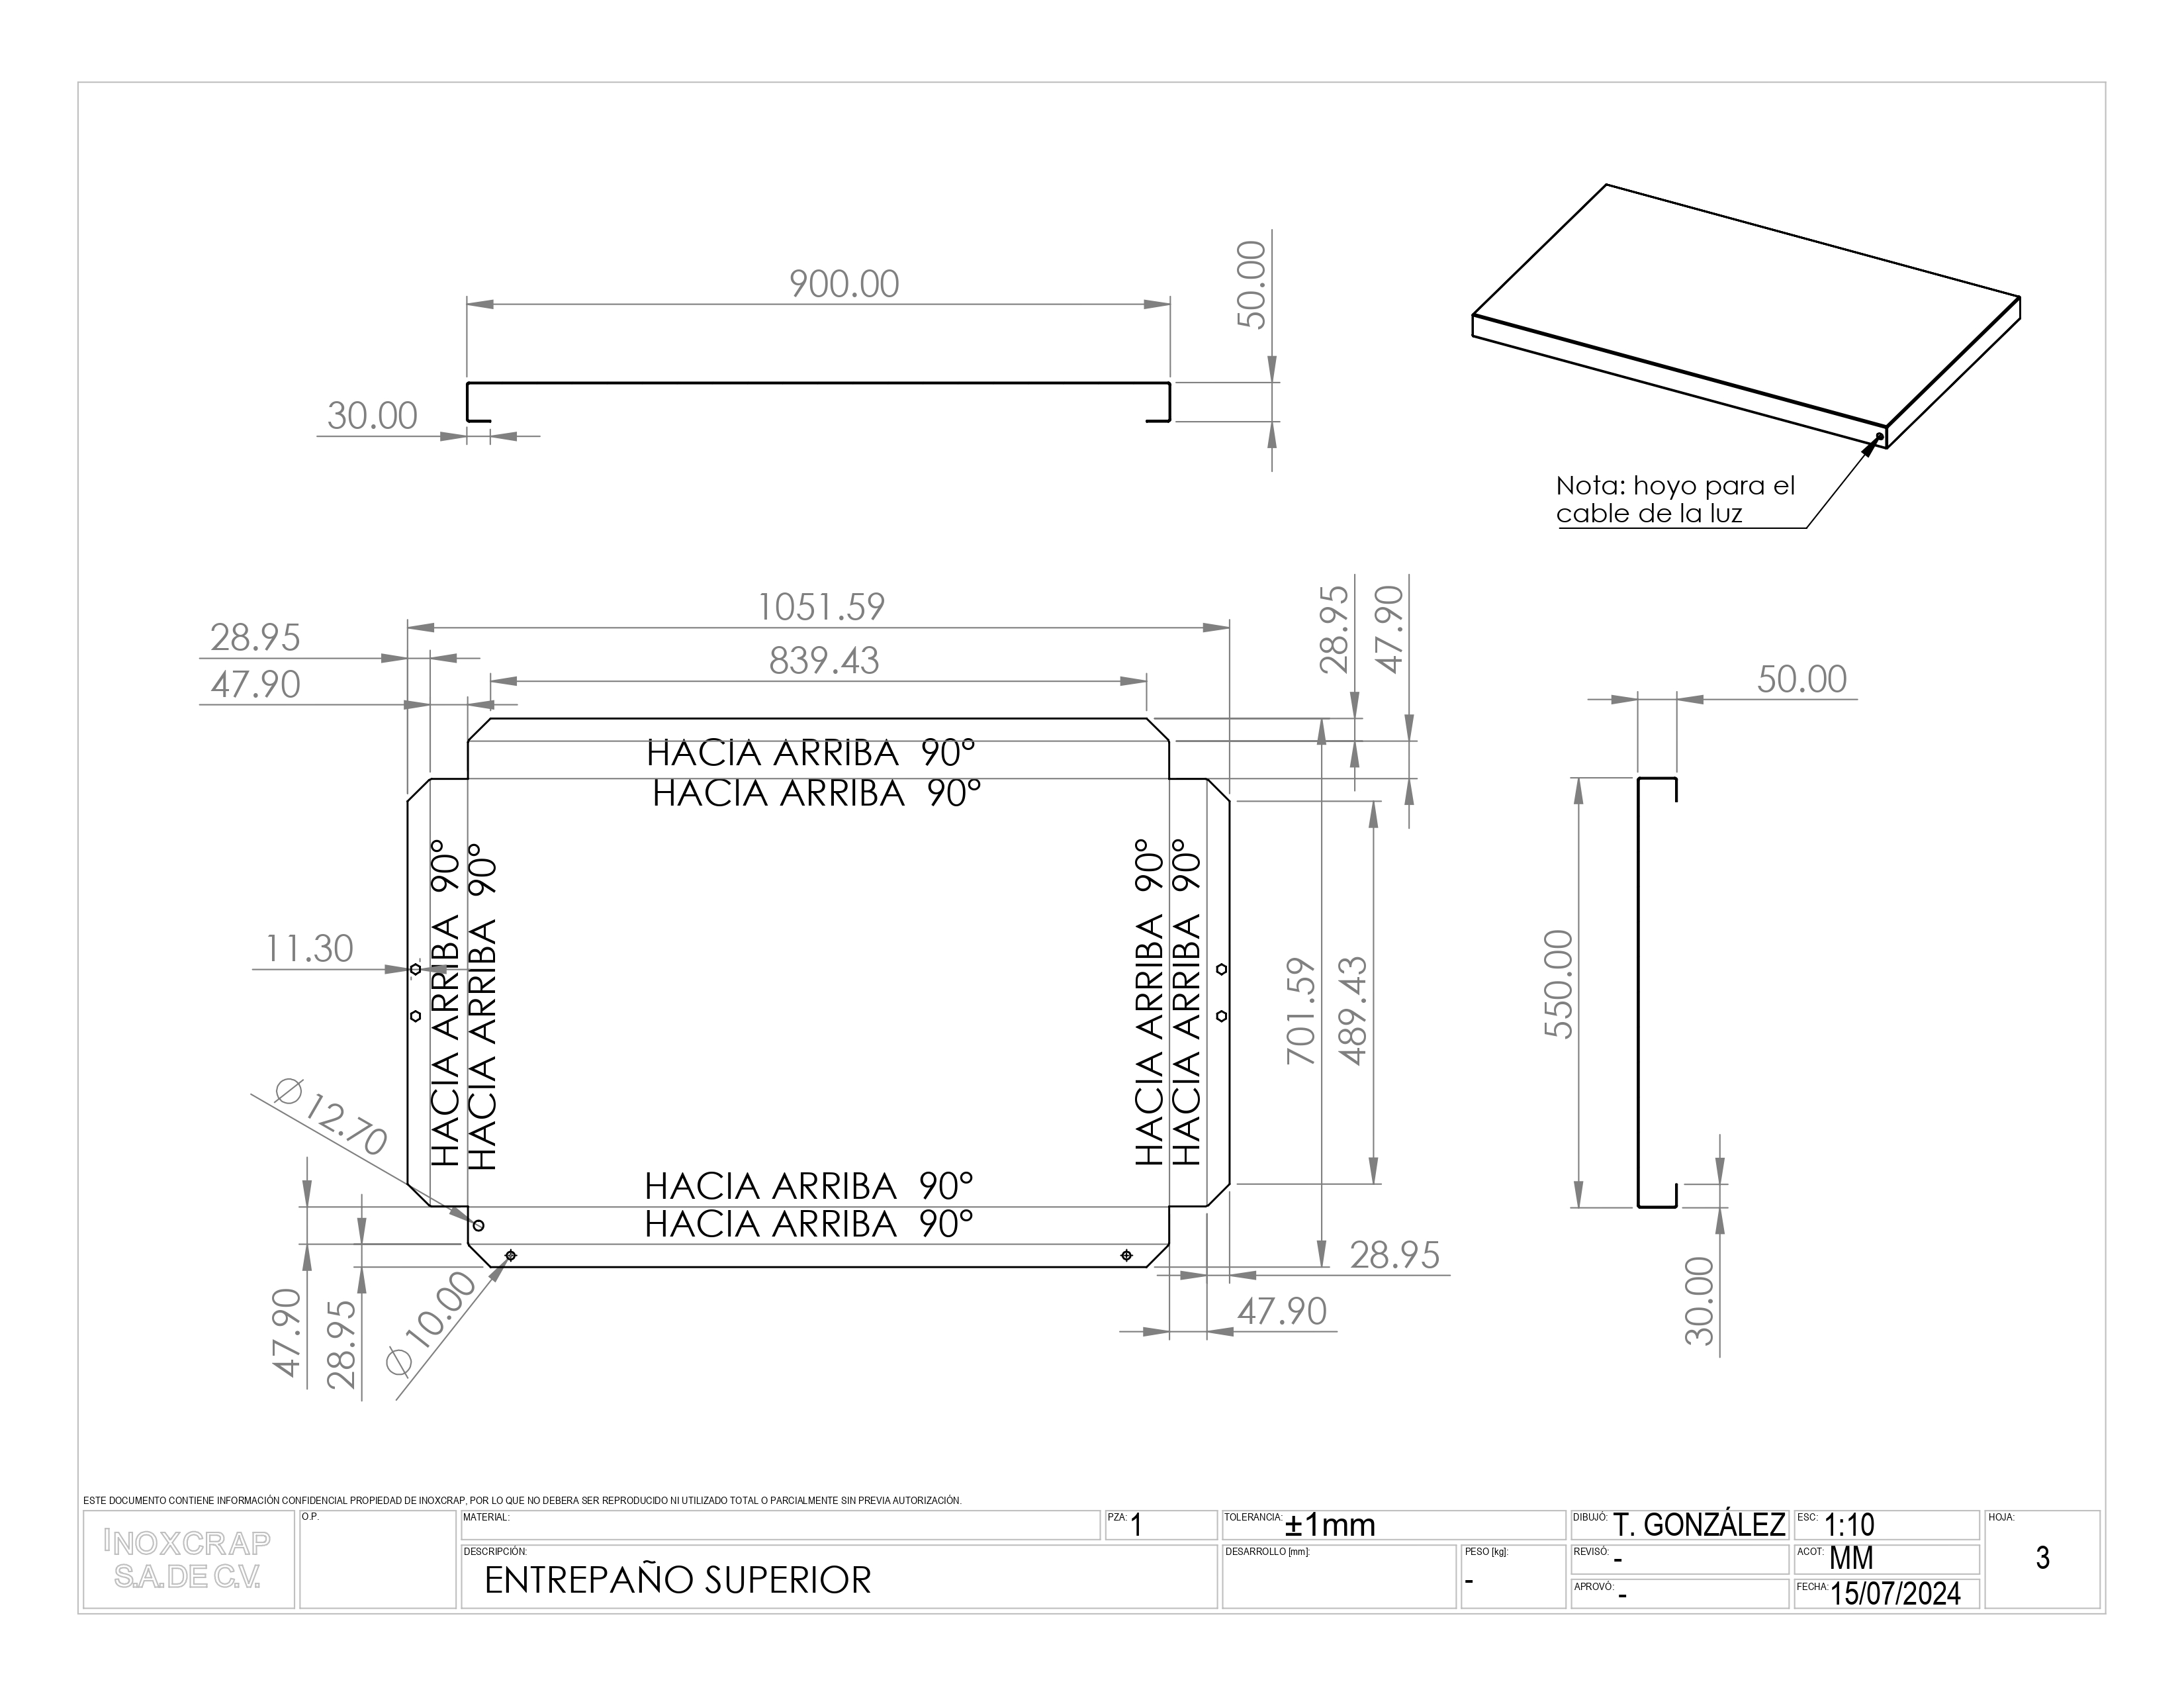 900.00
50.00
30.00
Nota: hoyo para el
cable de la luz
1051.59
839.43
28.95
47.90
28.95
47.90
50.00
HACIA ARRIBA 90°
HACIA ARRIBA 90°
HACIA ARRIBA 90°
HACIA ARRIBA 90°
HACIA ARRIBA 90°
HACIA ARRIBA 90°
11.30
701.59
489.43
550.00
Ø 12.70
HACIA ARRIBA 90°
HACIA ARRIBA 90°
28.95
47.90
47.90
28.95
Ø 10.00
30.00
ESTE DOCUMENTO CONTIENE INFORMACIÓN CONFIDENCIAL PROPIEDAD DE INOXCRAP, POR LO QUE NO DEBERA SER REPRODUCIDO NI UTILIZADO TOTAL O PARCIALMENTE SIN PREVIA AUTORIZACIÓN.
INOXCRAP
S.A. DE C.V.
O.P.
MATERIAL:
PZA: 1
TOLERANCIA: ±1mm
DIBUJÓ: T. GONZÁLEZ
ESC: 1:10
HOJA:
3
DESCRIPCIÓN:
ENTREPAÑO SUPERIOR
DESARROLLO [mm]:
PESO [kg]:
-
REVISÓ: -
ACOT: MM
APROVÓ: -
FECHA: 15/07/2024